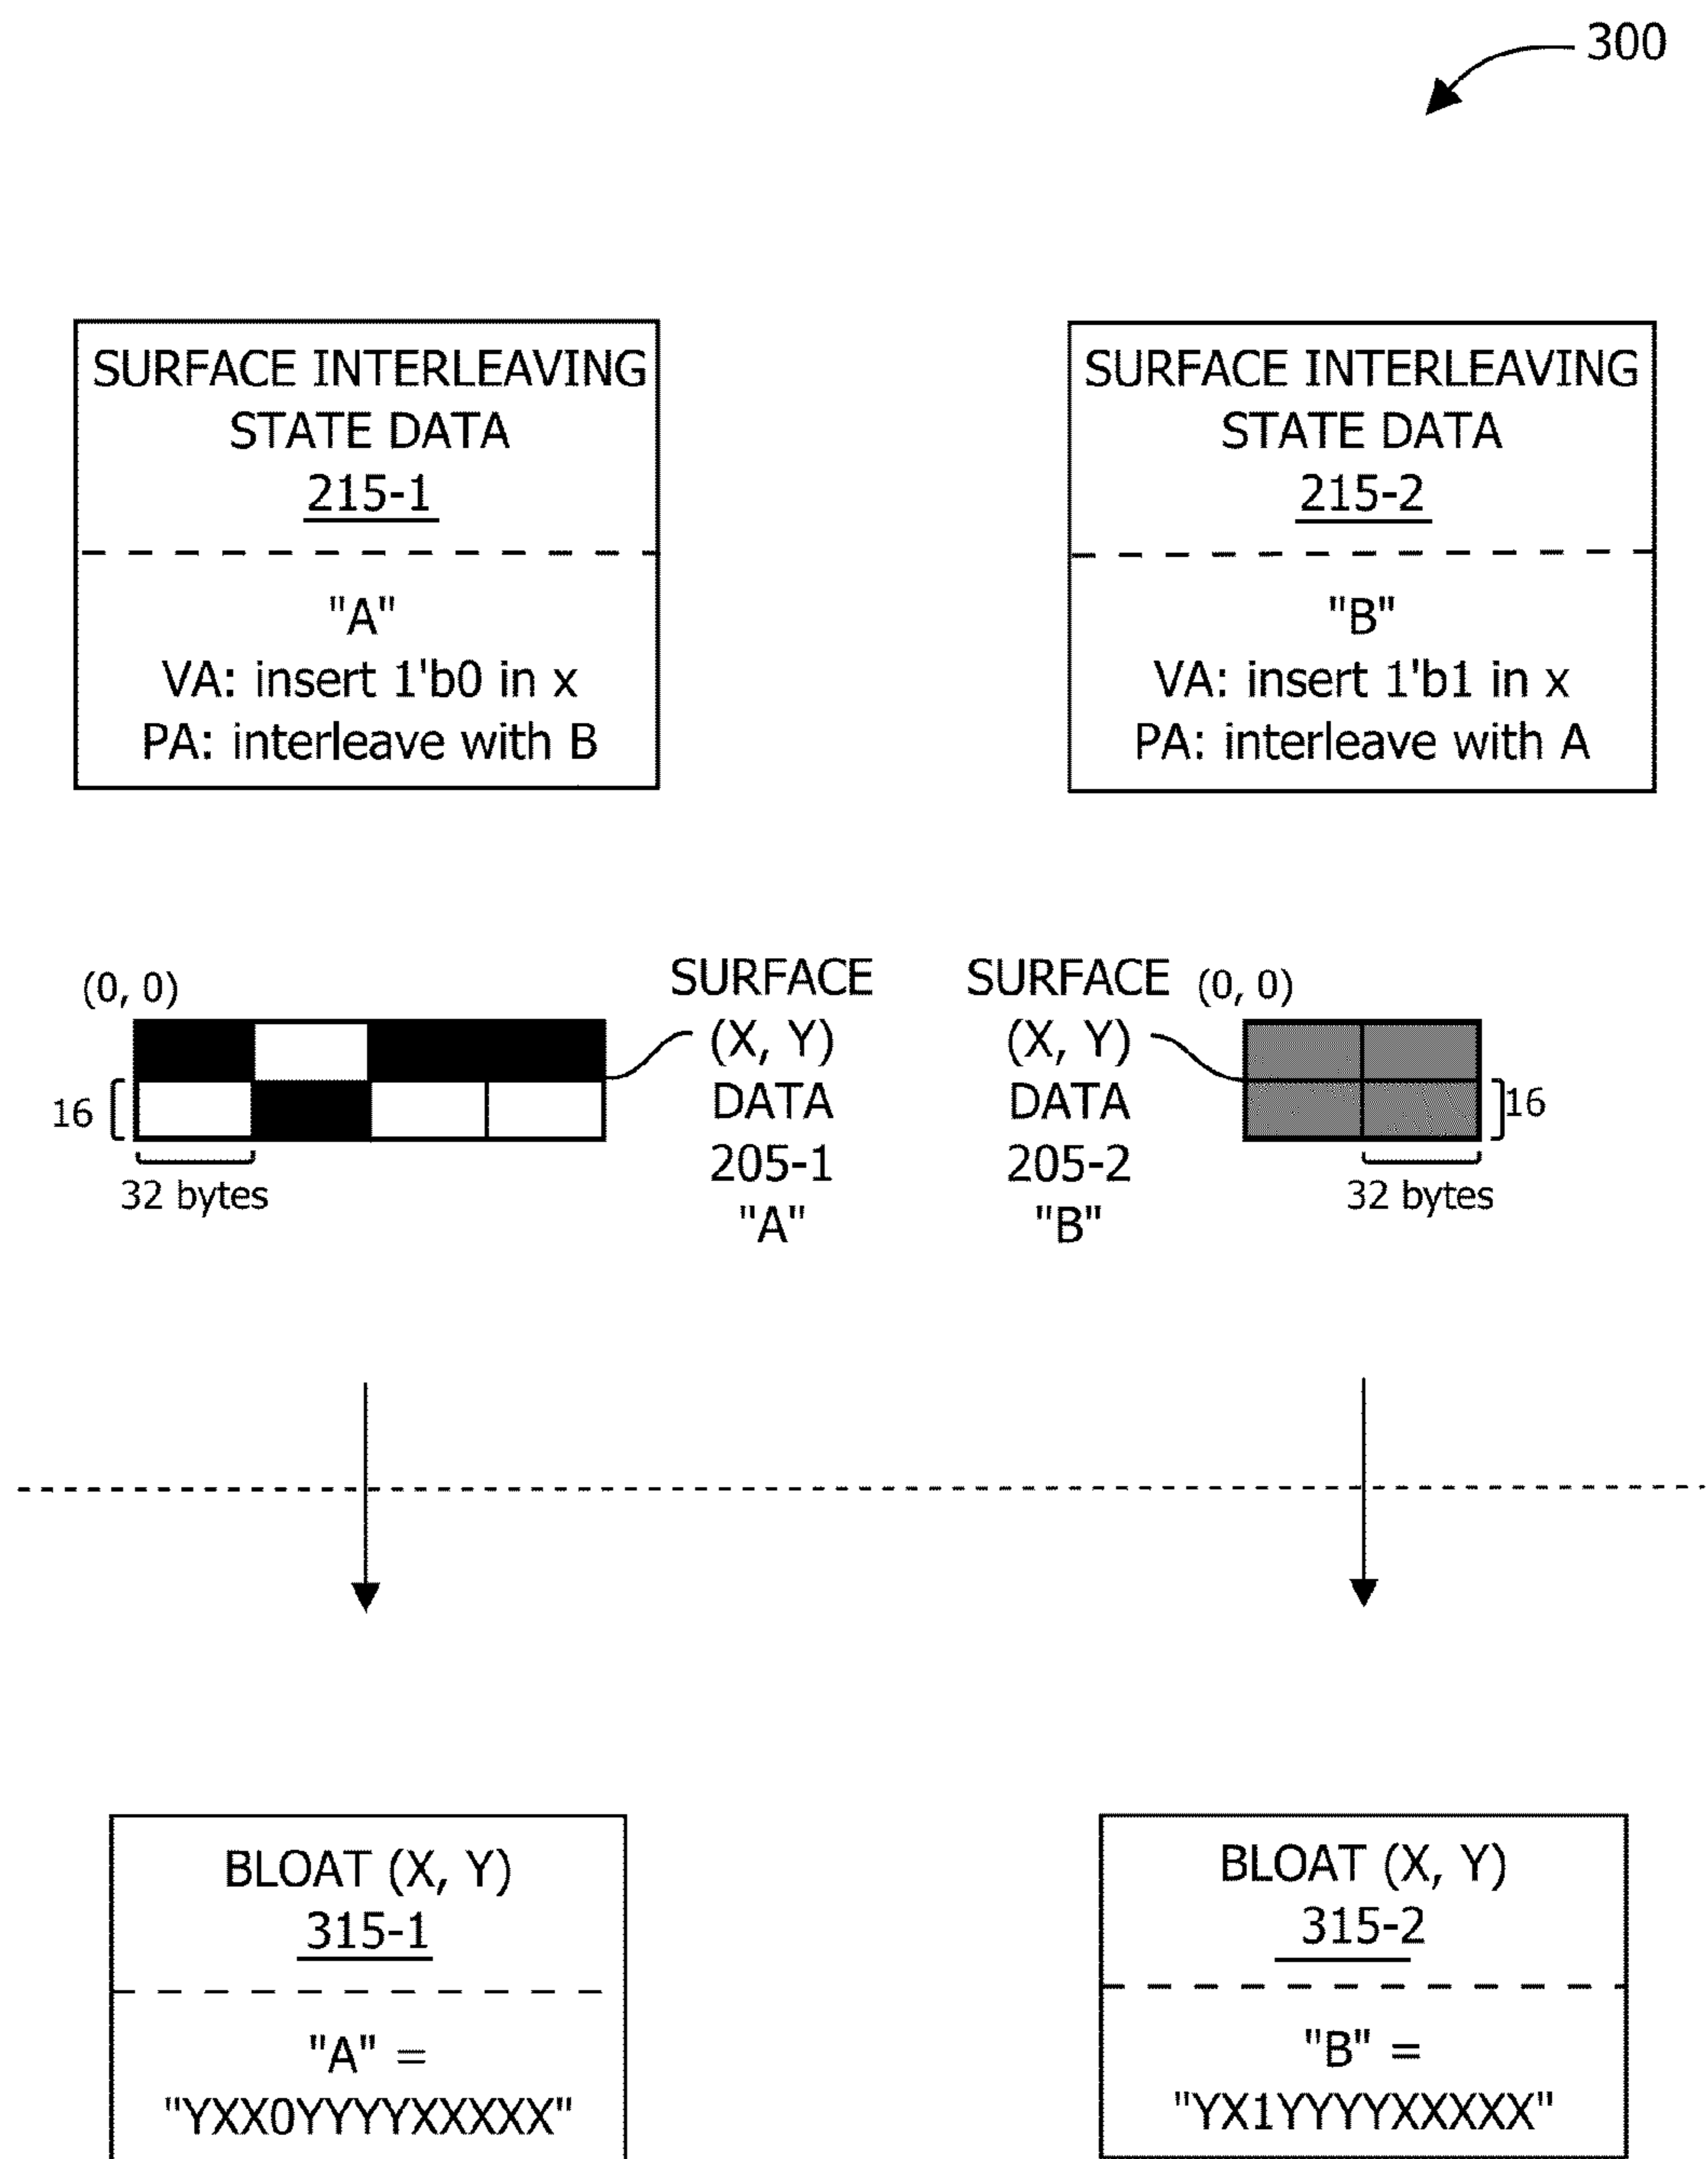 300
SURFACE INTERLEAVING
STATE DATA
215-1
"A"
VA: insert 1'b0 in x
PA: interleave with B
SURFACE INTERLEAVING
STATE DATA
215-2
"B"
VA: insert 1'b1 in x
PA: interleave with A
(0, 0)
16
32 bytes
SURFACE
(X, Y)
DATA
205-1
"A"
SURFACE
(X, Y)
DATA
205-2
"B"
(0, 0)
16
32 bytes
BLOAT (X, Y)
315-1
"A" =
"YXX0YYYYXXXXX"
BLOAT (X, Y)
315-2
"B" =
"YX1YYYYXXXXX"